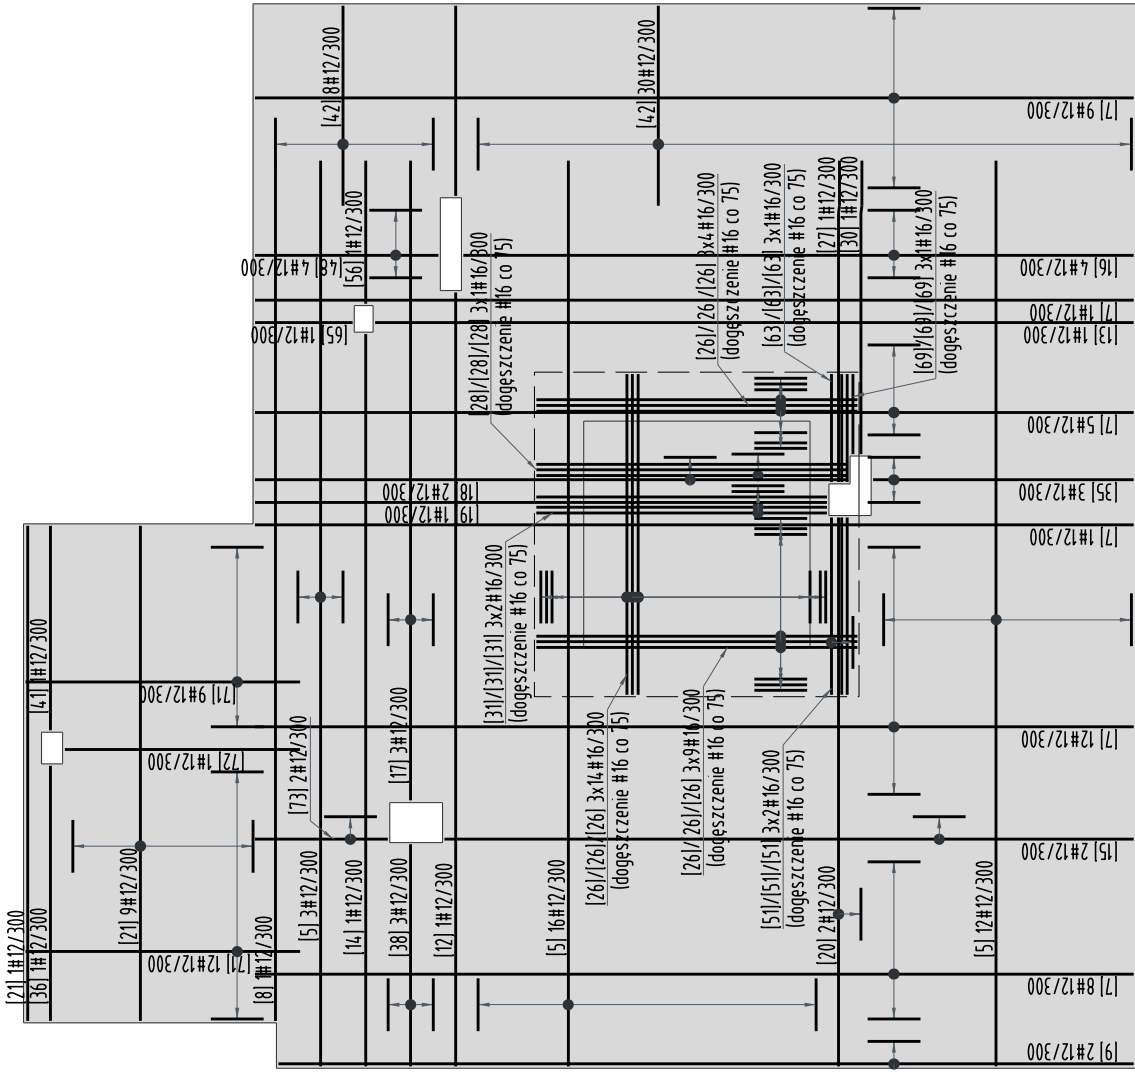 [42] 8#12/300
[42] 30#12/300
[7] 9#12/300
[56] 1#12/300
[48] 4#12/300
[65] 1#12/300
[28]/[28]/[28] 3x1#16/300
(dogęszczenie #16 co 75)
[26]/[26]/[26] 3x4#16/300
(dogęszczenie #16 co 75)
[63]/[63]/[63] 3x1#16/300
(dogęszczenie #16 co 75)
[27] 1#12/300
[30] 1#12/300
[69]/[69]/[69] 3x1#16/300
(dogęszczenie #16 co 75)
[16] 4#12/300
[7] 1#12/300
[13] 1#12/300
[7] 5#12/300
[18] 2#12/300
[19] 1#12/300
[35] 3#12/300
[7] 1#12/300
[41] 1#12/300
[71] 9#12/300
[72] 1#12/300
[73] 2#12/300
[17] 3#12/300
[31]/[31]/[31] 3x2#16/300
(dogęszczenie #16 co 75)
[26]/[26]/[26] 3x14#16/300
(dogęszczenie #16 co 75)
[26]/[26]/[26] 3x9#16/300
(dogęszczenie #16 co 75)
[51]/[51]/[51] 3x2#16/300
(dogęszczenie #16 co 75)
[7] 12#12/300
[15] 2#12/300
[21] 1#12/300
[36] 1#12/300
[21] 9#12/300
[71] 12#12/300
[8] 1#12/300
[5] 3#12/300
[14] 1#12/300
[38] 3#12/300
[12] 1#12/300
[5] 16#12/300
[20] 2#12/300
[5] 12#12/300
[7] 8#12/300
[9] 2#12/300